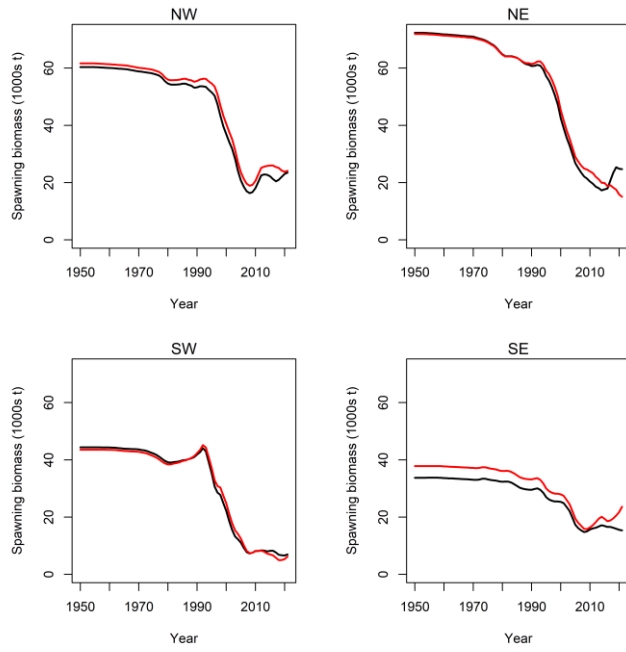 NW
Spawning biomass (1000s t)
0 20 40 60
1950 1970 1990 2010
Year
NE
Spawning biomass (1000s t)
0 20 40 60
1950 1970 1990 2010
Year
SW
Spawning biomass (1000s t)
0 20 40 60
1950 1970 1990 2010
Year
SE
Spawning biomass (1000s t)
0 20 40 60
1950 1970 1990 2010
Year